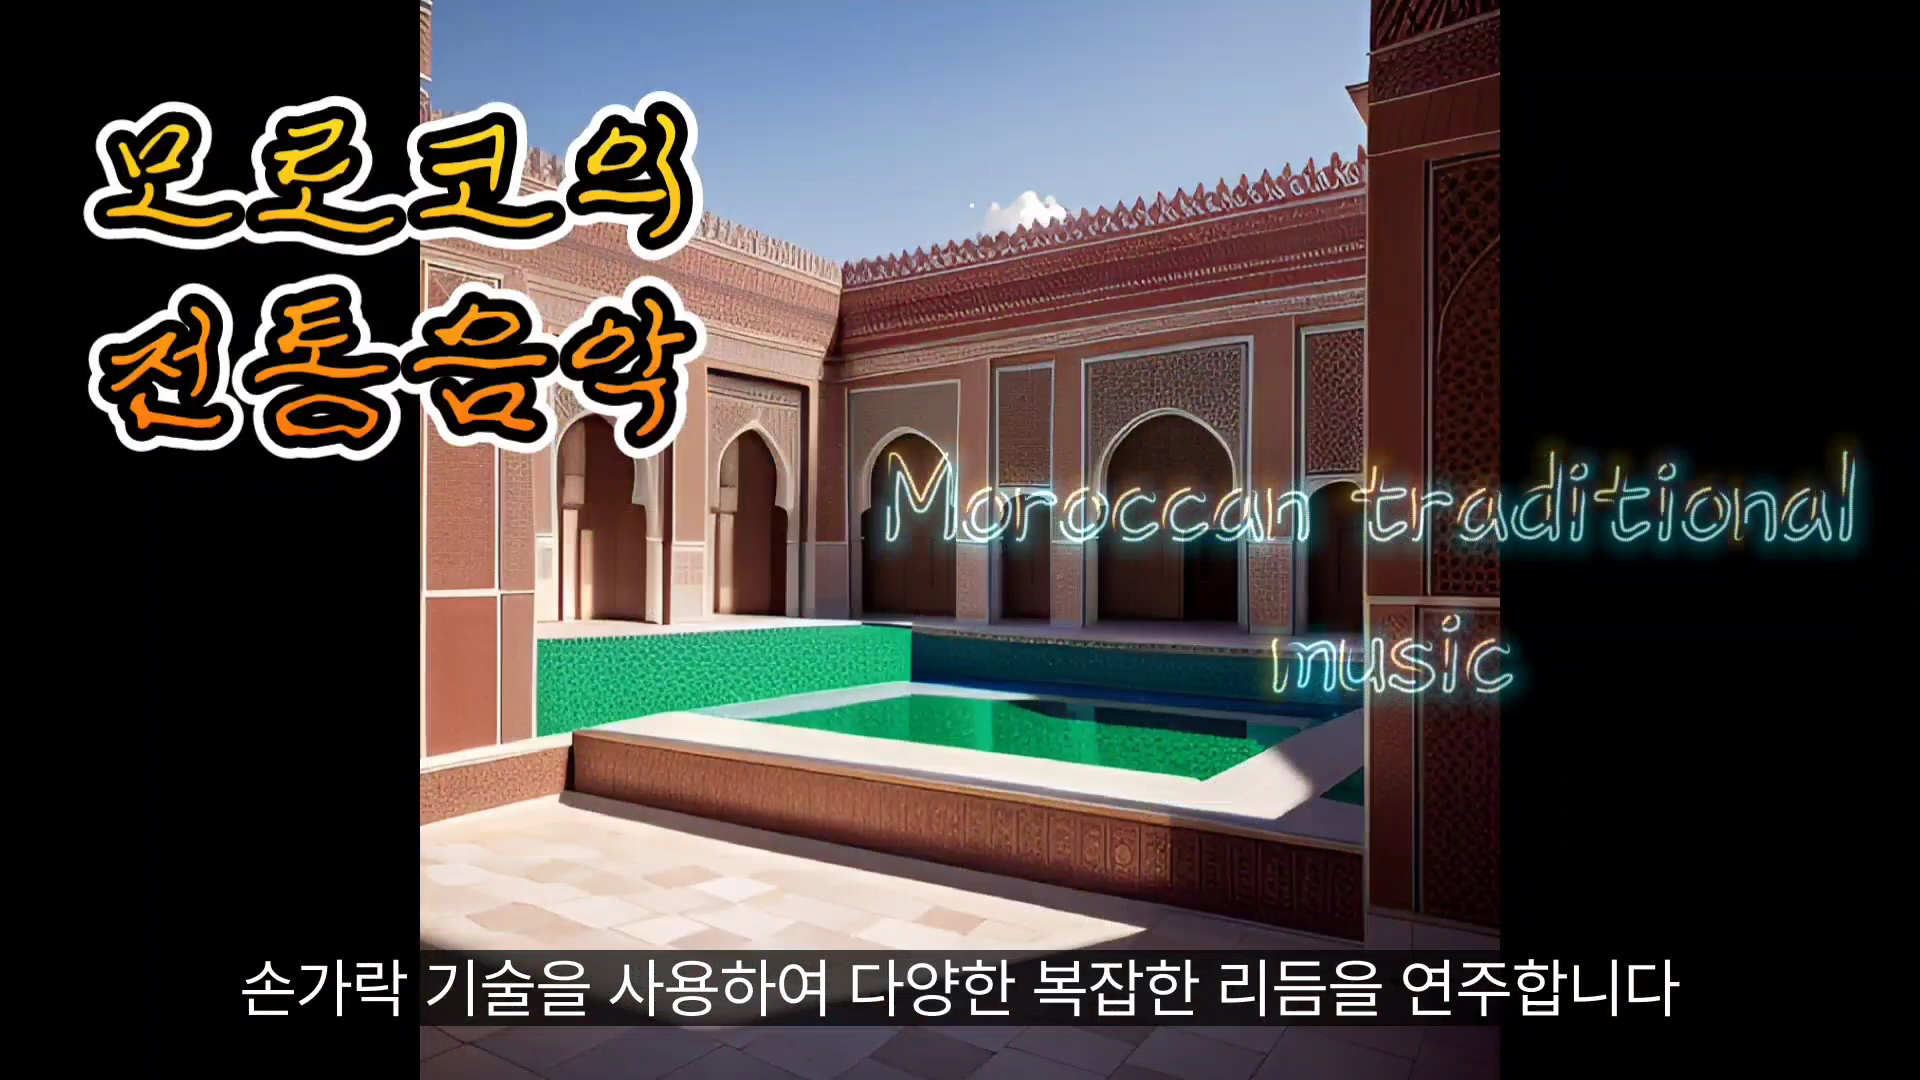 모로코의
전통음악
Moroccan traditional
music
손가락 기술을 사용하여 다양한 복잡한 리듬을 연주합니다